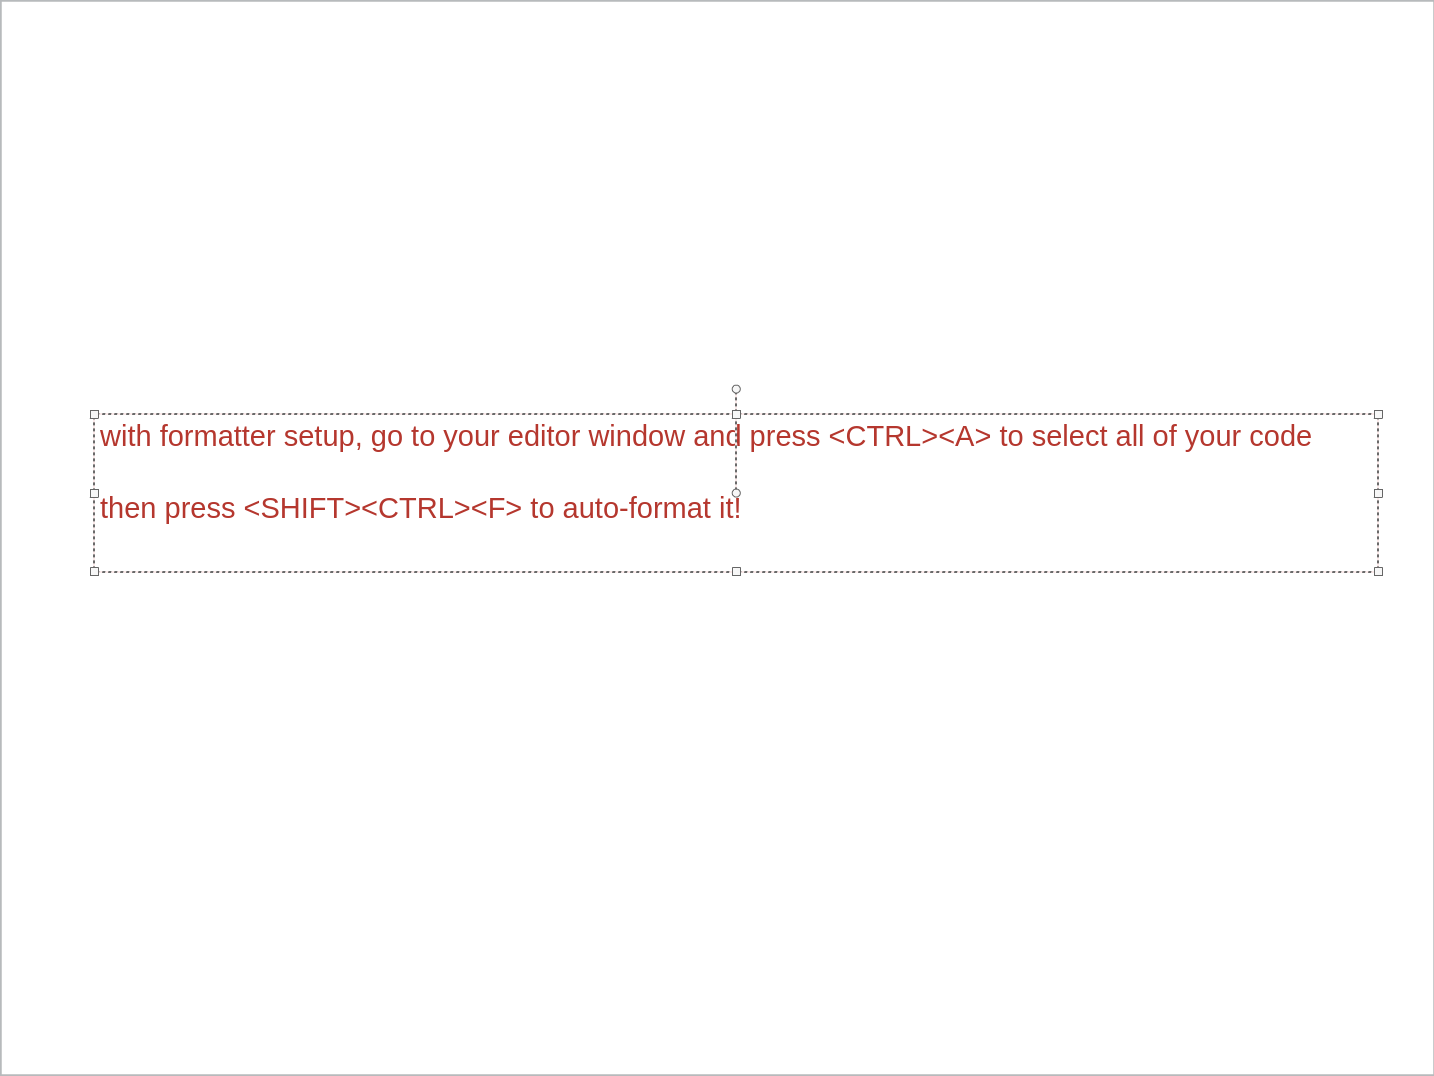 with formatter setup, go to your editor window and press <CTRL><A> to select all of your code
then press <SHIFT><CTRL><F> to auto-format it!